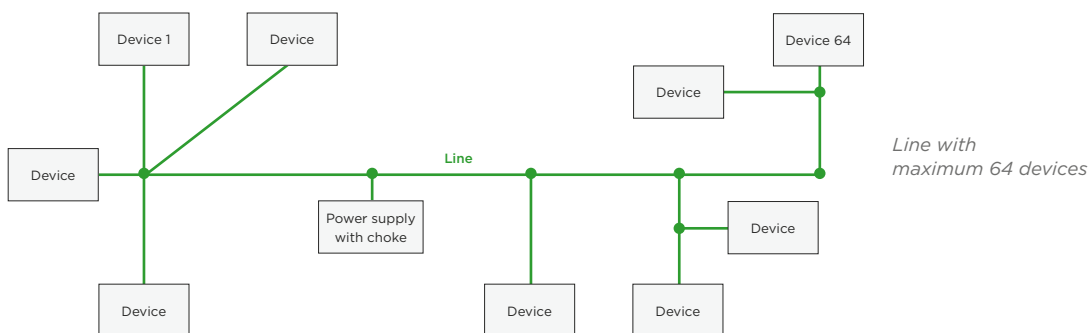 Device 1
Device
Device 64
Device
Line
Line with
maximum 64 devices
Device
Power supply
with choke
Device
Device
Device
Device